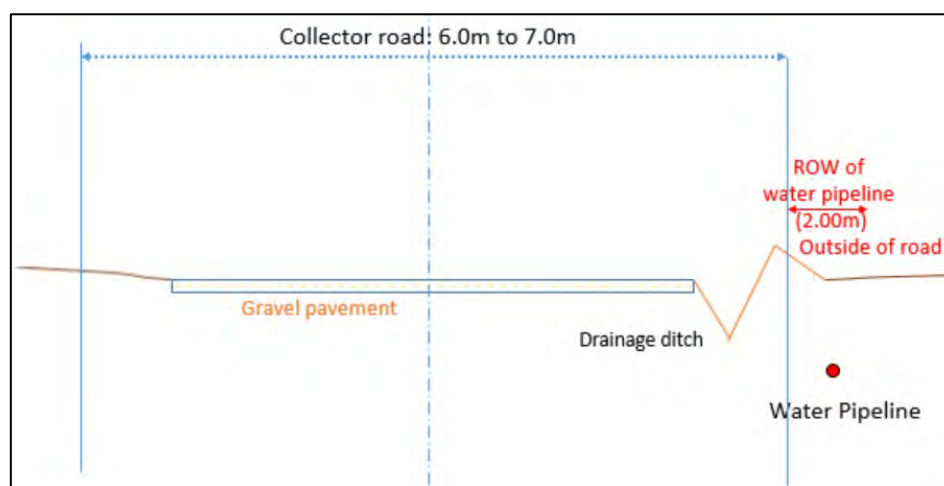 Collector road: 6.0m to 7.0m
ROW of
water pipeline
(2.00m)
Outside of road
Gravel pavement
Drainage ditch
Water Pipeline